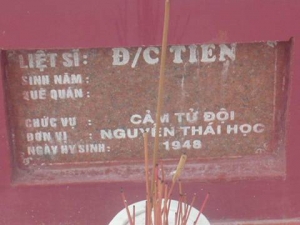 LIỆT SĨ: Đ/C TIẾN
SINH NĂM :
QUÊ QUÁN :
CHỨC VỤ : CẢM TỬ ĐỘI
ĐƠN VỊ : NGUYỄN THÁI HỌC
NGÀY HY SINH: 1948